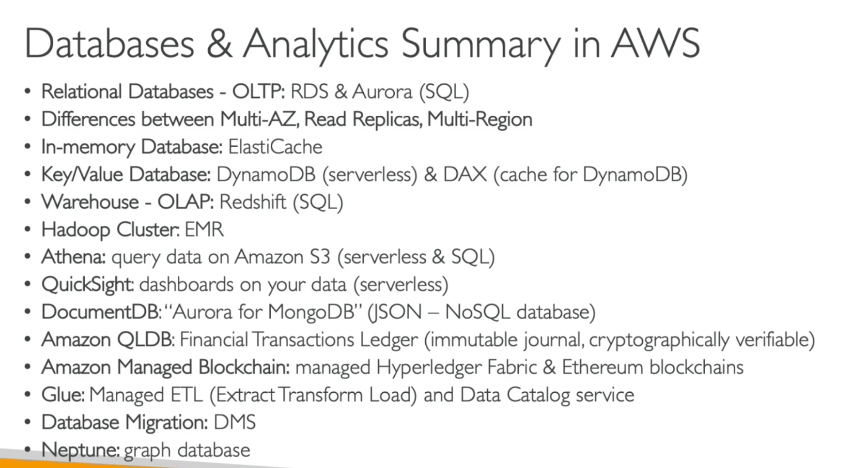 Databases & Analytics Summary in AWS
• Relational Databases - OLTP: RDS & Aurora (SQL)
• Differences between Multi-AZ, Read Replicas, Multi-Region
• In-memory Database: ElastiCache
• Key/Value Database: DynamoDB (serverless) & DAX (cache for DynamoDB)
• Warehouse - OLAP: Redshift (SQL)
• Hadoop Cluster: EMR
• Athena: query data on Amazon S3 (serverless & SQL)
• QuickSight: dashboards on your data (serverless)
• DocumentDB: “Aurora for MongoDB” (JSON – NoSQL database)
• Amazon QLDB: Financial Transactions Ledger (immutable journal, cryptographically verifiable)
• Amazon Managed Blockchain: managed Hyperledger Fabric & Ethereum blockchains
• Glue: Managed ETL (Extract Transform Load) and Data Catalog service
• Database Migration: DMS
• Neptune: graph database